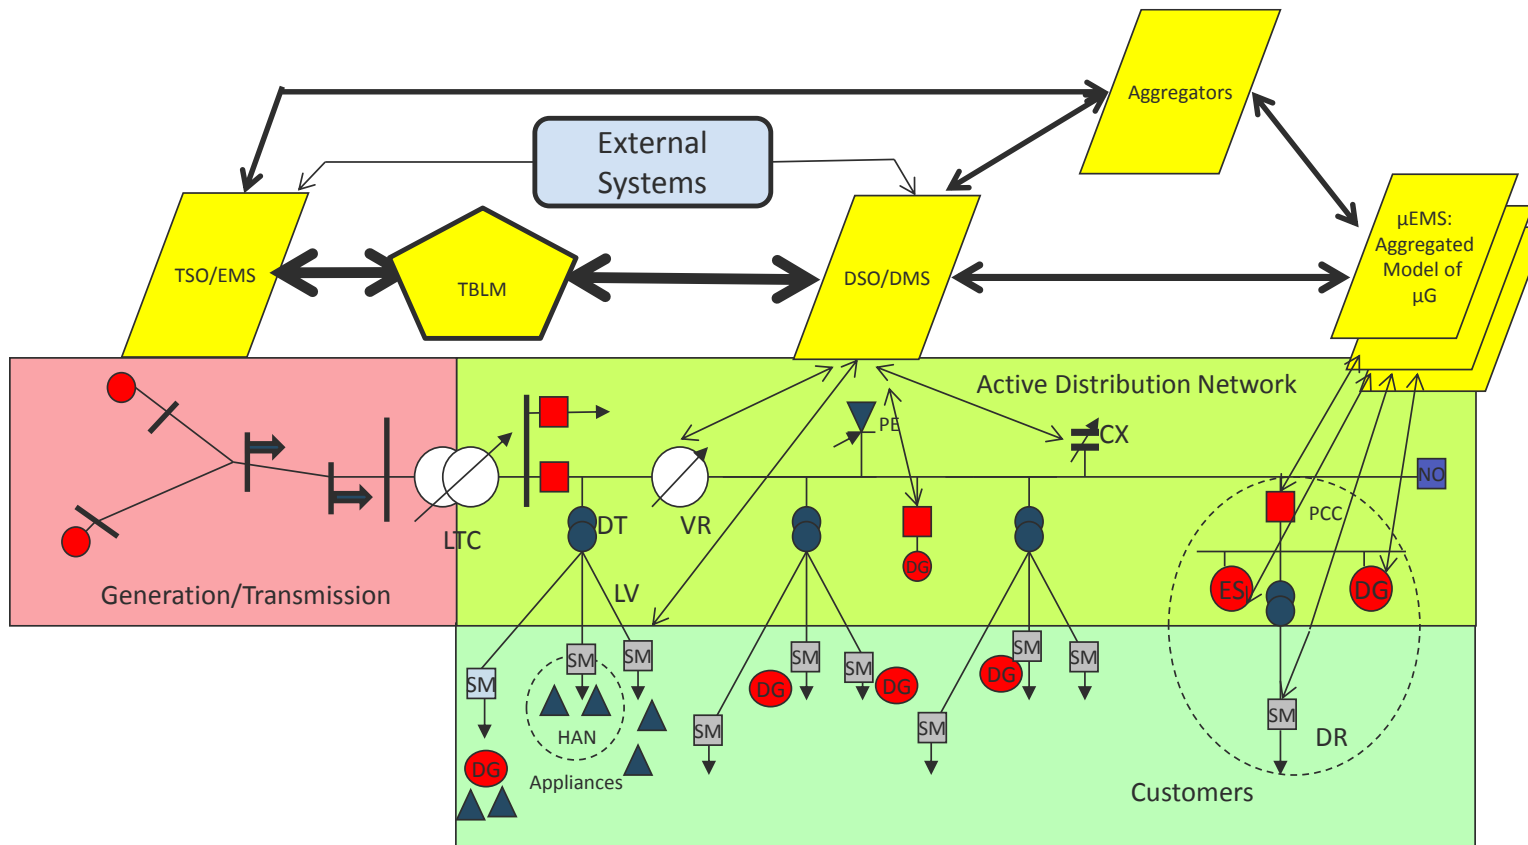 Aggregators
External
Systems
µEMS:
Aggregated
Model of
µG
TSO/EMS
TBLM
DSO/DMS
Active Distribution Network
PE
CX
NO
LTC
DT
VR
PCC
DG
Generation/Transmission
LV
ES
DG
SM
SM
SM
SM
SM
SM
SM
SM
DG
DG
DG
SM
SM
SM
HAN
DR
DG
Appliances
Customers